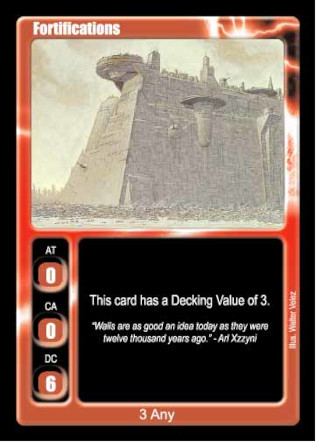 Fortifications
AT
0
CA
0
DC
6
This card has a Decking Value of 3.
"Walls are as good an idea today as they were
twelve thousand years ago." - Arl Xzzyni
Illus. Walter Velez
3 Any